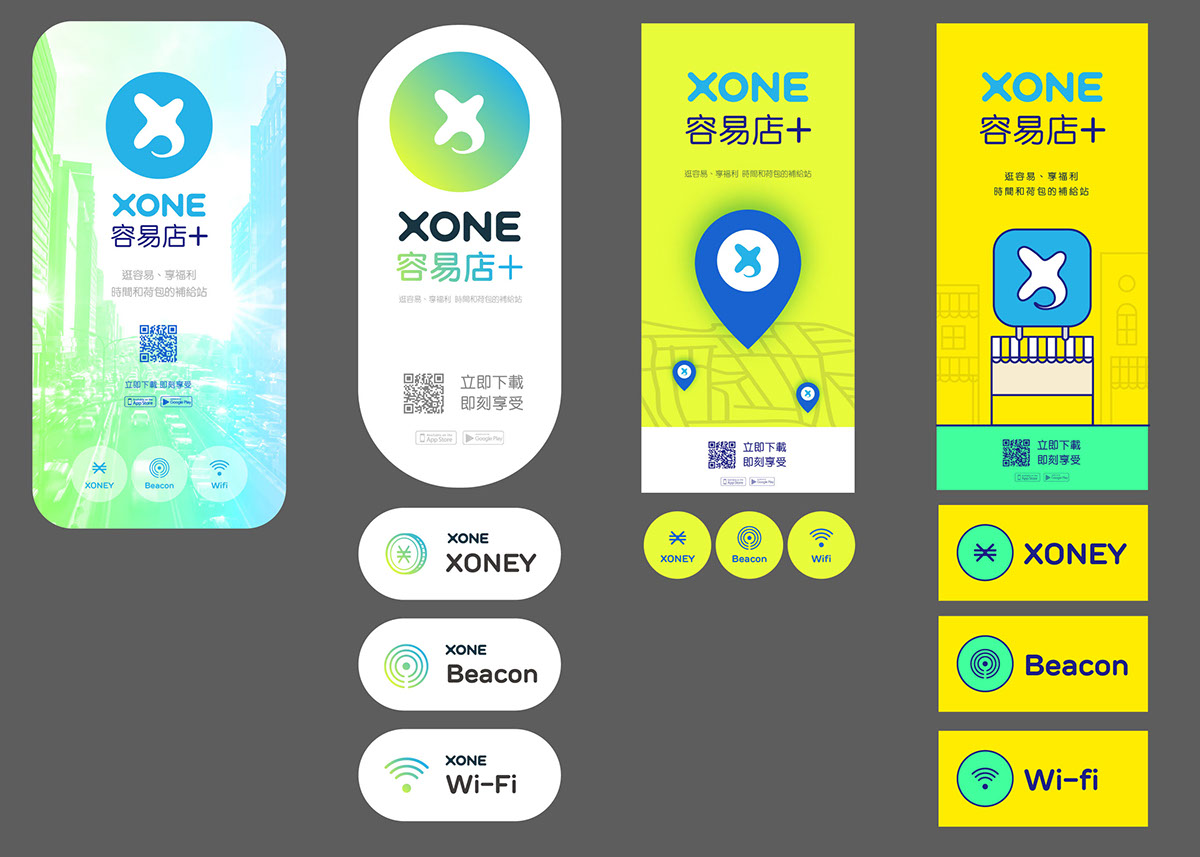 XONE
容易店+
逛容易、享福利
時間和荷包的補給站
立即下載 即刻享受
App Store
Google Play
XONEY
Beacon
Wifi
XONE
容易店+
逛容易、享福利 時間和荷包的補給站
立即下載
即刻享受
App Store
Google Play
XONE
XONEY
XONE
Beacon
XONE
Wi-Fi
XONE
容易店+
逛容易、享福利 時間和荷包的補給站
立即下載
即刻享受
App Store
Google Play
XONEY
Beacon
Wifi
XONE
容易店+
逛容易、享福利
時間和荷包的補給站
立即下載
即刻享受
App Store
Google Play
XONEY
Beacon
Wi-fi